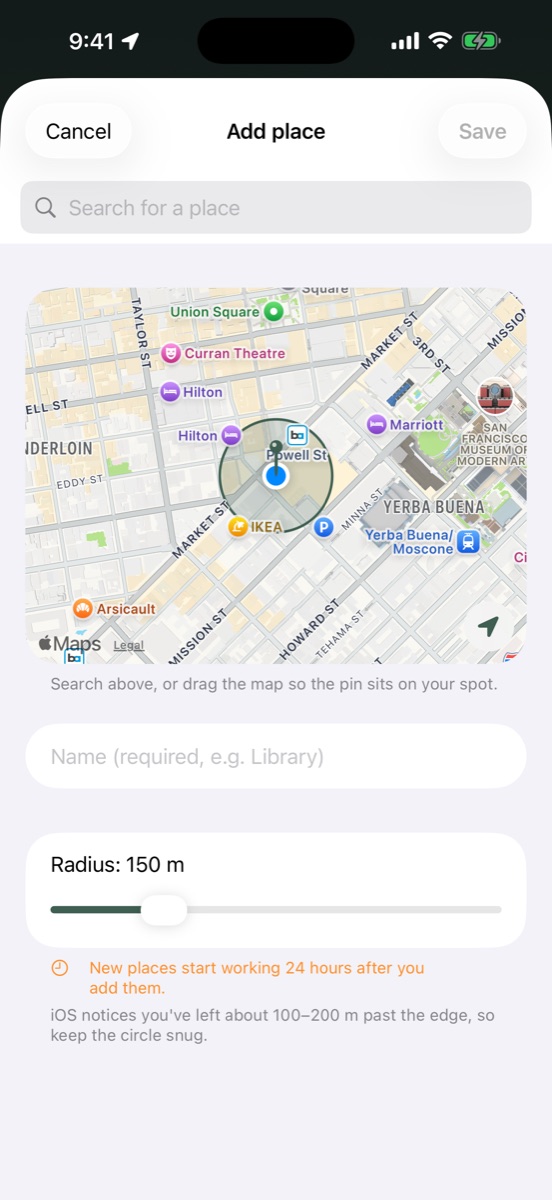 9:41
Cancel
Add place
Save
Search for a place
Square
Union Square
TAYLOR ST
Curran Theatre
MARKET ST
3RD ST
MISSION
Hilton
ELL ST
Marriott
SAN
FRANCISCO
MUSEUM OF
MODERN AR
Hilton
Powell St
NDERLOIN
EDDY ST
MARKET ST
IKEA
P
MINNA ST
YERBA BUENA
Yerba Buena/
Moscone
Ci
Arsicault
MISSION ST
HOWARD ST
TEHAMA ST
Maps
Legal
ba
ba
Search above, or drag the map so the pin sits on your spot.
Name (required, e.g. Library)
Radius: 150 m
New places start working 24 hours after you
add them.
iOS notices you've left about 100–200 m past the edge, so
keep the circle snug.